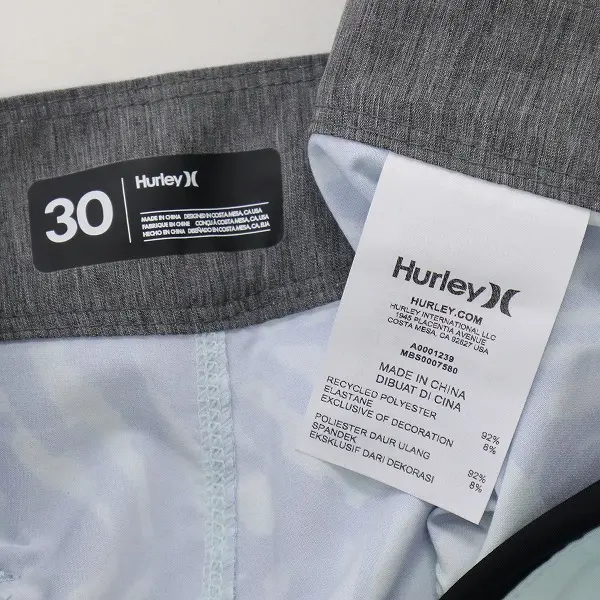 30
Hurley
MADE IN CHINA DESIGNED IN COSTA MESA, CA, USA
FABRIQUE EN CHINE CONÇU À COSTA MESA, CA, USA
HECHO EN CHINA DISEÑADO EN COSTA MESA, CA, EUA
Hurley
HURLEY.COM
HURLEY INTERNATIONAL LLC
1945 PLACENTIA AVENUE
COSTA MESA, CA 92627 USA
A0001239
MBS0007580
MADE IN CHINA
DIBUAT DI CINA
RECYCLED POLYESTER 92%
ELASTANE 8%
EXCLUSIVE OF DECORATION
POLIESTER DAUR ULANG 92%
SPANDEK 8%
EKSKLUSIF DARI DEKORASI